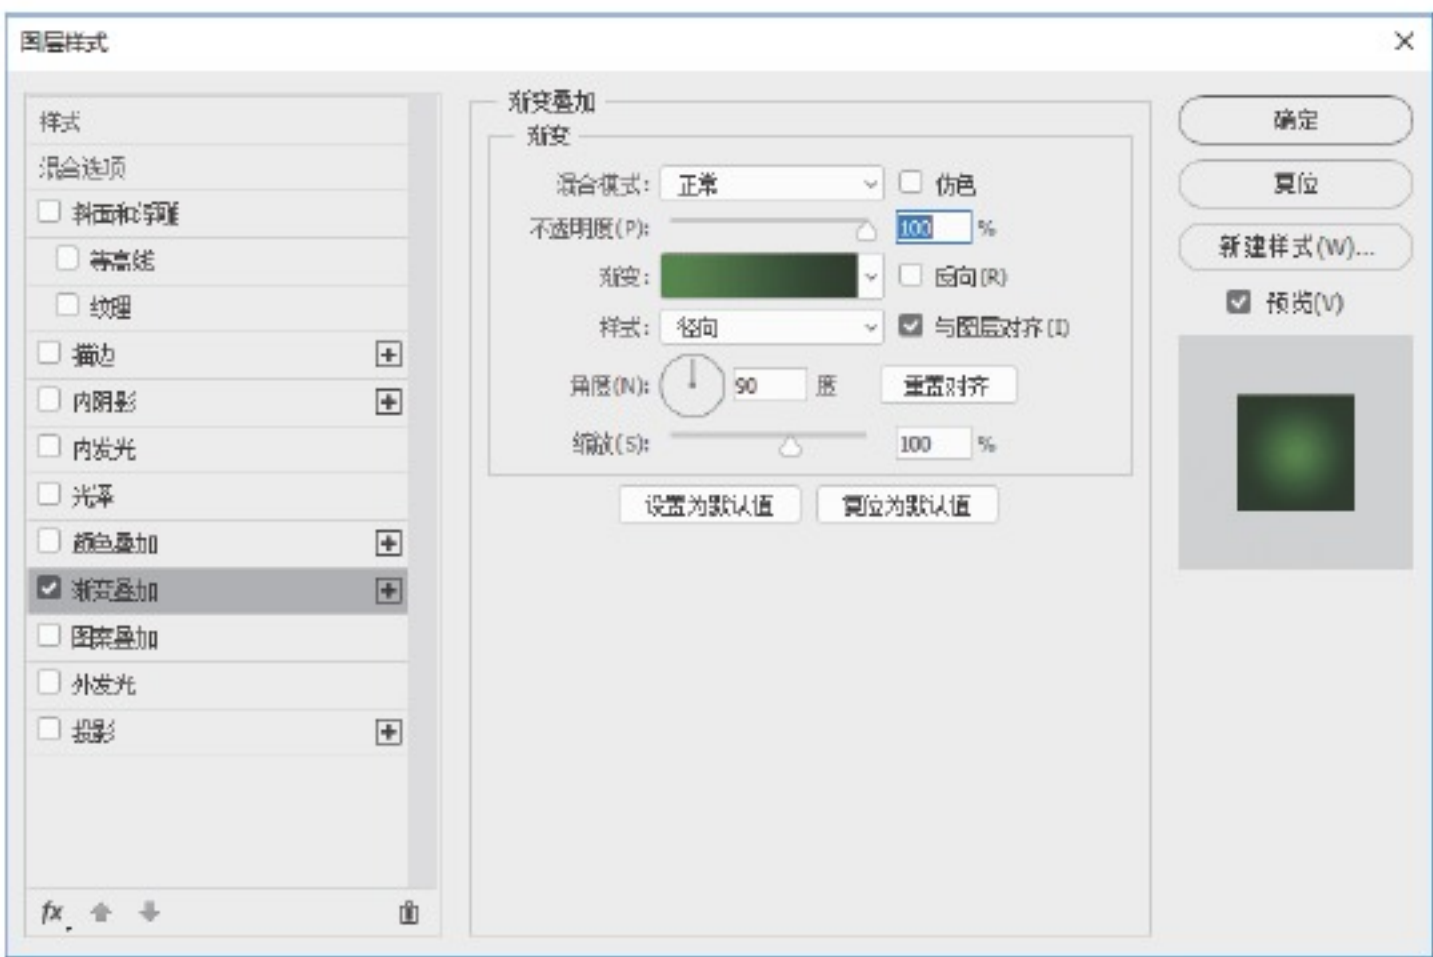 图层样式
样式
混合选项
斜面和浮雕
等高线
纹理
描边
内阴影
内发光
光泽
颜色叠加
渐变叠加
图案叠加
外发光
投影
fx
渐变叠加
渐变
混合模式: 正常 仿色
不透明度(P): 100 %
渐变: 反向(R)
样式: 径向 与图层对齐(I)
角度(N): 90 度 重置对齐
缩放(S): 100 %
设置为默认值 复位为默认值
确定
复位
新建样式(W)...
预览(V)